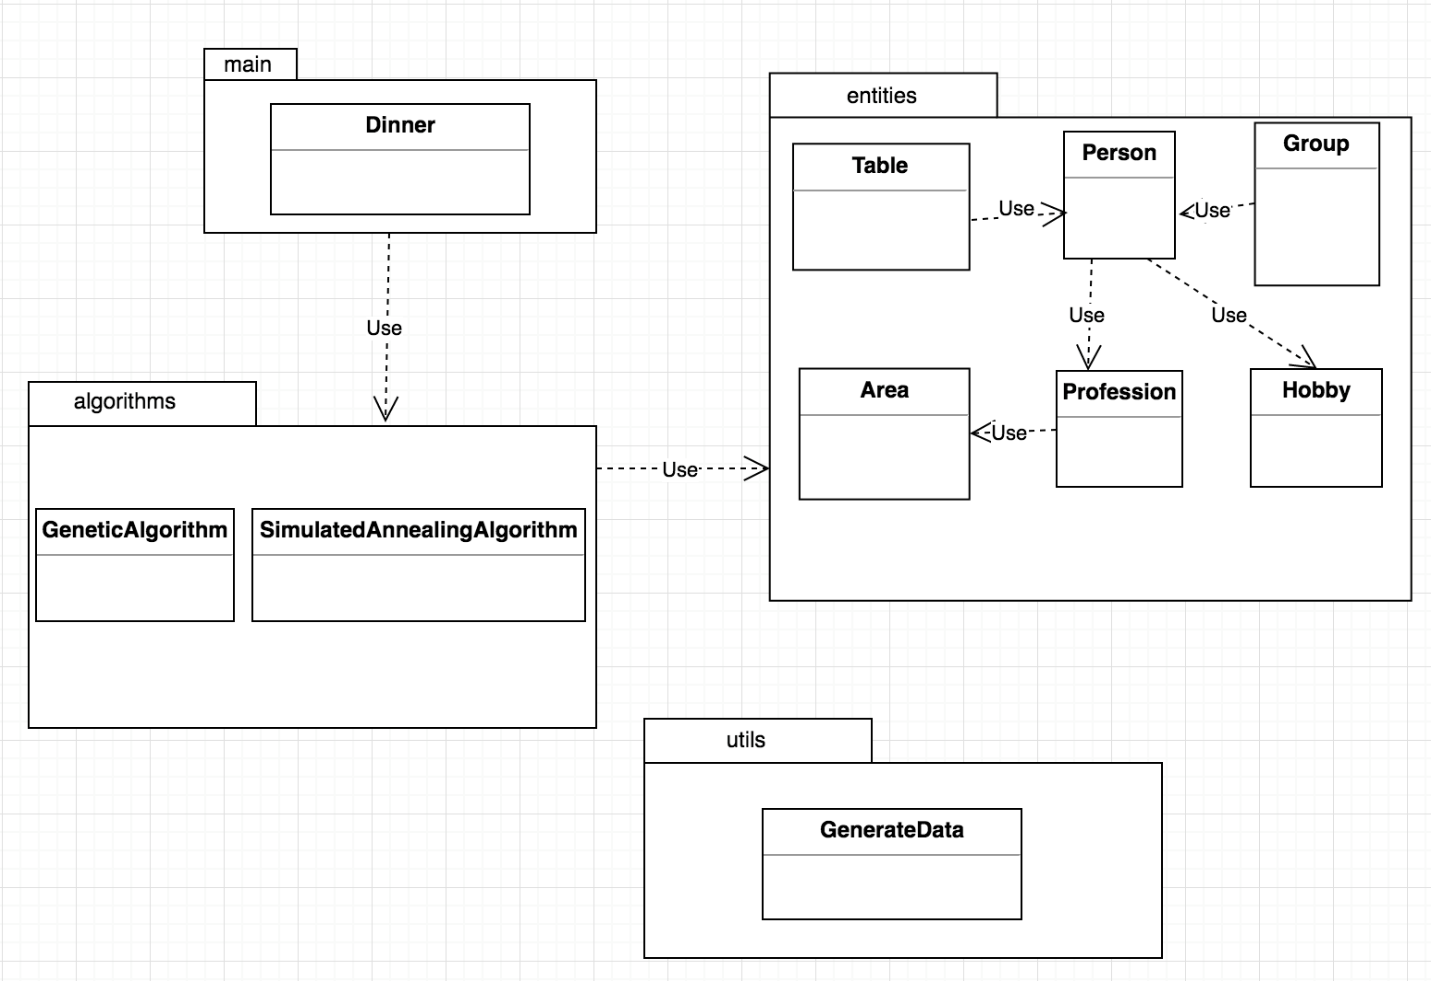 main
Dinner
Use
algorithms
GeneticAlgorithm
SimulatedAnnealingAlgorithm
Use
entities
Table
Use
Person
Use
Group
Use
Use
Area
Use
Profession
Hobby
utils
GenerateData